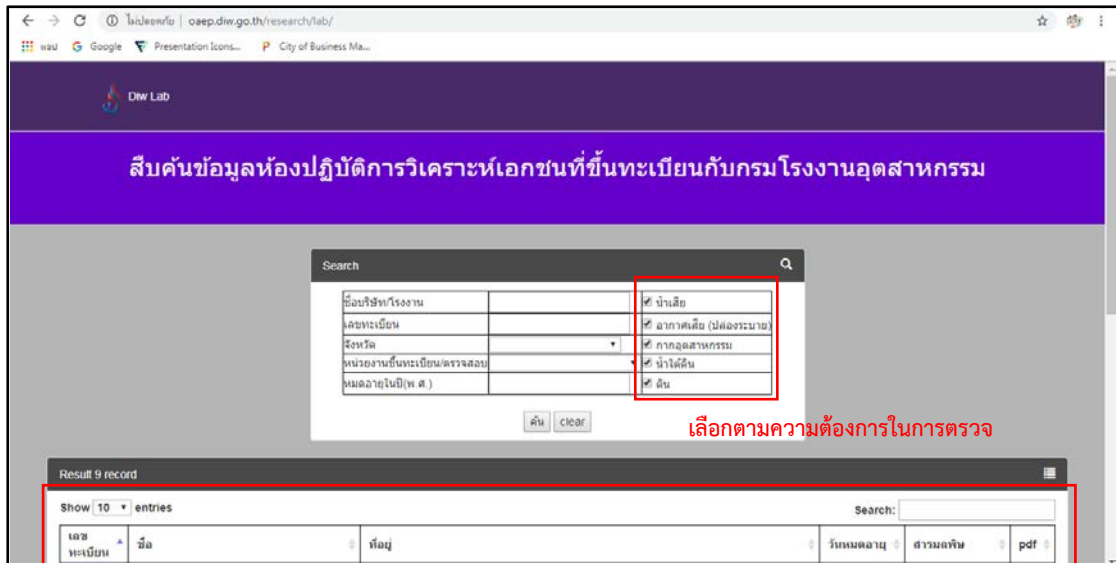 ไม่ปลอดภัย | oaep.diw.go.th/research/lab/
แอป Google Presentation Icons... City of Business Ma...
Diw Lab
สืบค้นข้อมูลห้องปฏิบัติการวิเคราะห์เอกชนที่ขึ้นทะเบียนกับกรมโรงงานอุตสาหกรรม
Search
ชื่อบริษัท/โรงงาน น้ำเสีย
เลขทะเบียน อากาศเสีย (ปล่องระบาย)
จังหวัด กากอุตสาหกรรม
หน่วยงานขึ้นทะเบียน/ตรวจสอบ น้ำใต้ดิน
หมดอายุในปี(พ.ศ.) ดิน
ค้น clear
เลือกตามความต้องการในการตรวจ
Result 9 record
Show 10 entries Search:
เลขทะเบียน ชื่อ ที่อยู่ วันหมดอายุ สารมลพิษ pdf